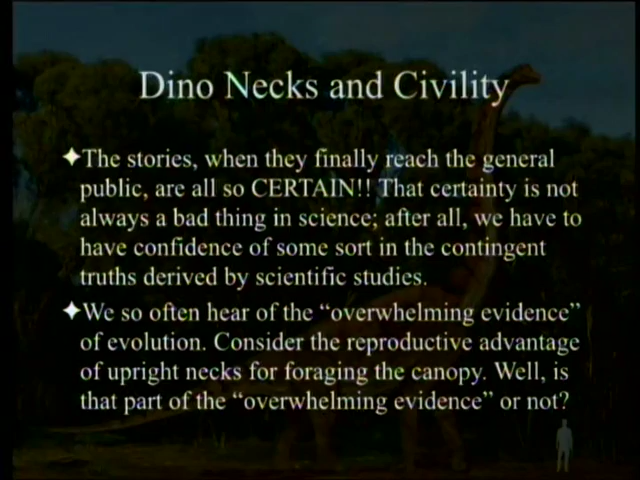 Dino Necks and Civility
✦The stories, when they finally reach the general
public, are all so CERTAIN!! That certainty is not
always a bad thing in science; after all, we have to
have confidence of some sort in the contingent
truths derived by scientific studies.
✦We so often hear of the “overwhelming evidence”
of evolution. Consider the reproductive advantage
of upright necks for foraging the canopy. Well, is
that part of the “overwhelming evidence” or not?